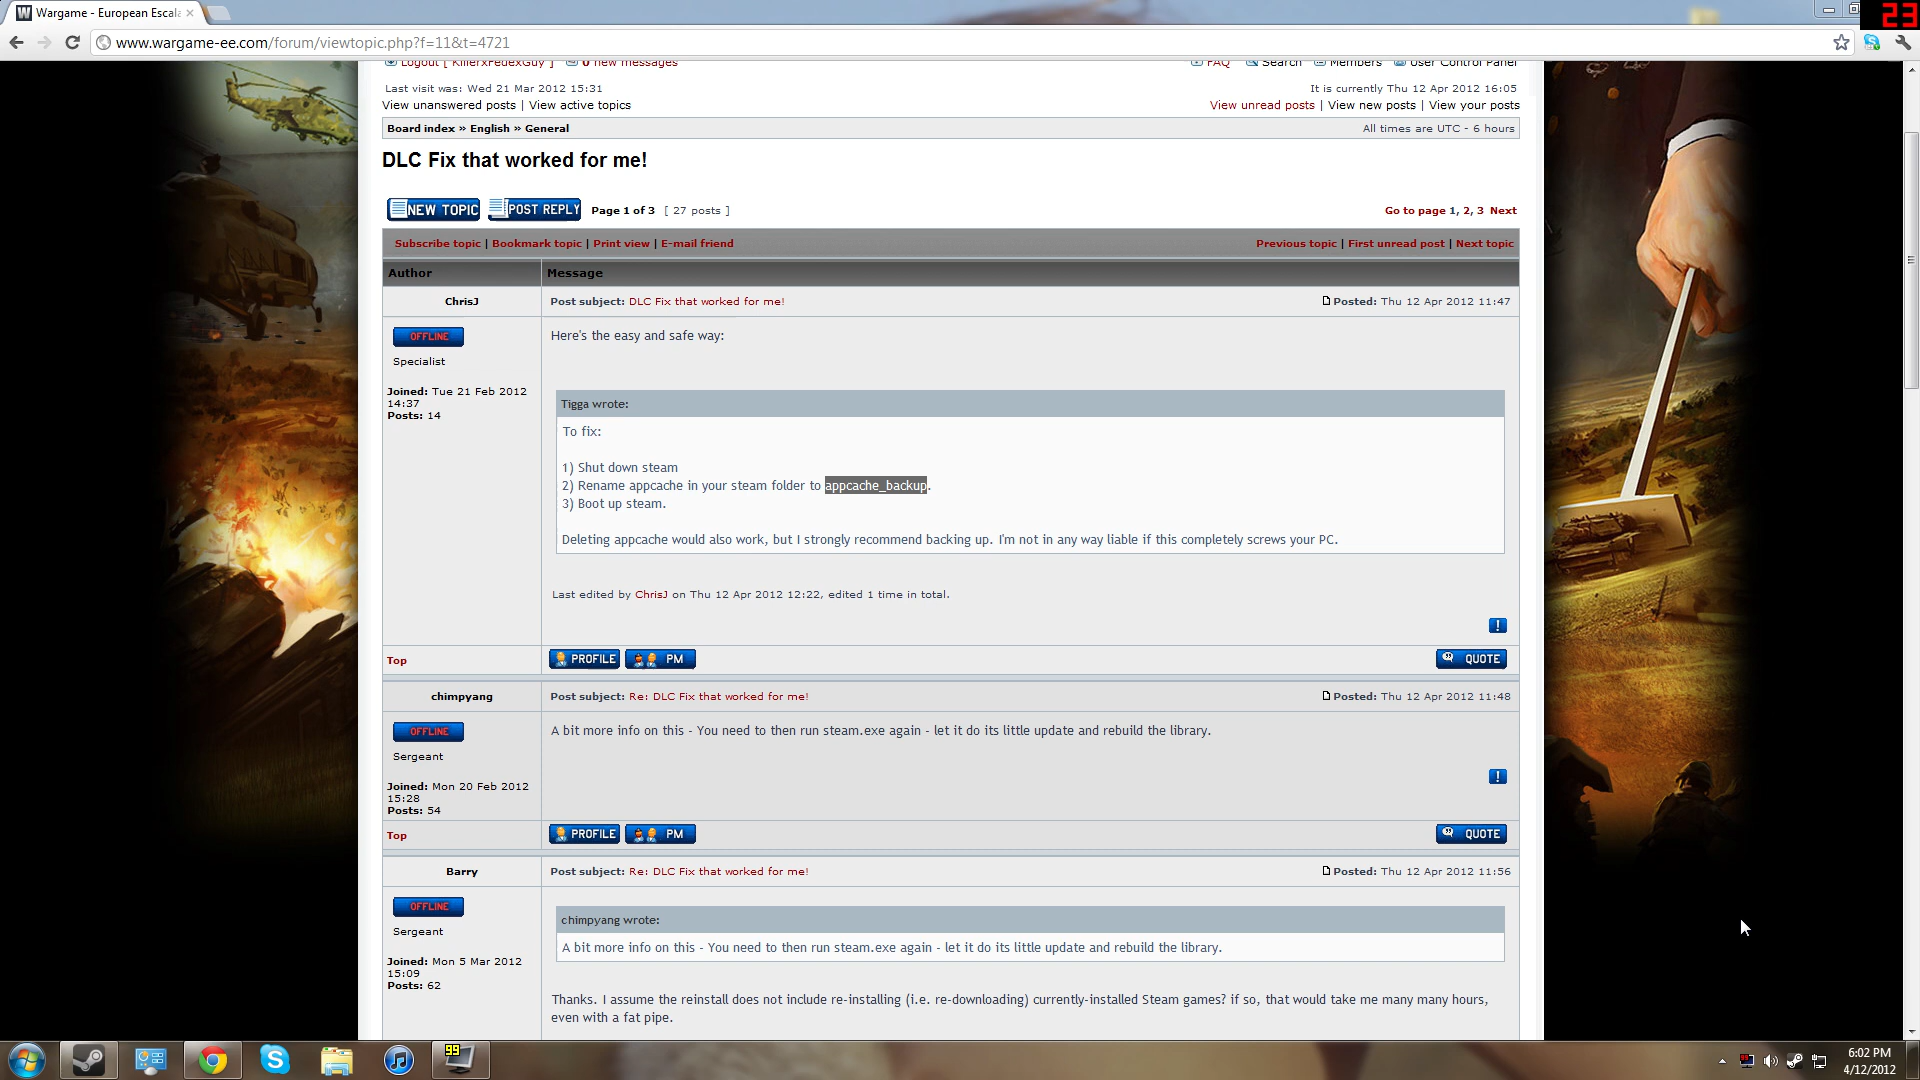 Wargame - European Escala
23
www.wargame-ee.com/forum/viewtopic.php?f=11&t=4721
Logout [ KillerxFedexGuy ] 0 new messages
FAQ Search Members User Control Panel
Last visit was: Wed 21 Mar 2012 15:31
It is currently Thu 12 Apr 2012 16:05
View unanswered posts | View active topics
View unread posts | View new posts | View your posts
Board index » English » General
All times are UTC - 6 hours
DLC Fix that worked for me!
NEW TOPIC POST REPLY Page 1 of 3 [ 27 posts ]
Go to page 1, 2, 3 Next
Subscribe topic | Bookmark topic | Print view | E-mail friend
Previous topic | First unread post | Next topic
Author Message
ChrisJ
Post subject: DLC Fix that worked for me!
Posted: Thu 12 Apr 2012 11:47
OFFLINE
Specialist
Joined: Tue 21 Feb 2012
14:37
Posts: 14
Here's the easy and safe way:
Tigga wrote:
To fix:
1) Shut down steam
2) Rename appcache in your steam folder to appcache_backup.
3) Boot up steam.
Deleting appcache would also work, but I strongly recommend backing up. I'm not in any way liable if this completely screws your PC.
Last edited by ChrisJ on Thu 12 Apr 2012 12:22, edited 1 time in total.
!
Top PROFILE PM QUOTE
chimpyang
Post subject: Re: DLC Fix that worked for me!
Posted: Thu 12 Apr 2012 11:48
OFFLINE
Sergeant
Joined: Mon 20 Feb 2012
15:28
Posts: 54
A bit more info on this - You need to then run steam.exe again - let it do its little update and rebuild the library.
!
Top PROFILE PM QUOTE
Barry
Post subject: Re: DLC Fix that worked for me!
Posted: Thu 12 Apr 2012 11:56
OFFLINE
Sergeant
Joined: Mon 5 Mar 2012
15:09
Posts: 62
chimpyang wrote:
A bit more info on this - You need to then run steam.exe again - let it do its little update and rebuild the library.
Thanks. I assume the reinstall does not include re-installing (i.e. re-downloading) currently-installed Steam games? if so, that would take me many many hours,
even with a fat pipe.
99
6:02 PM
4/12/2012